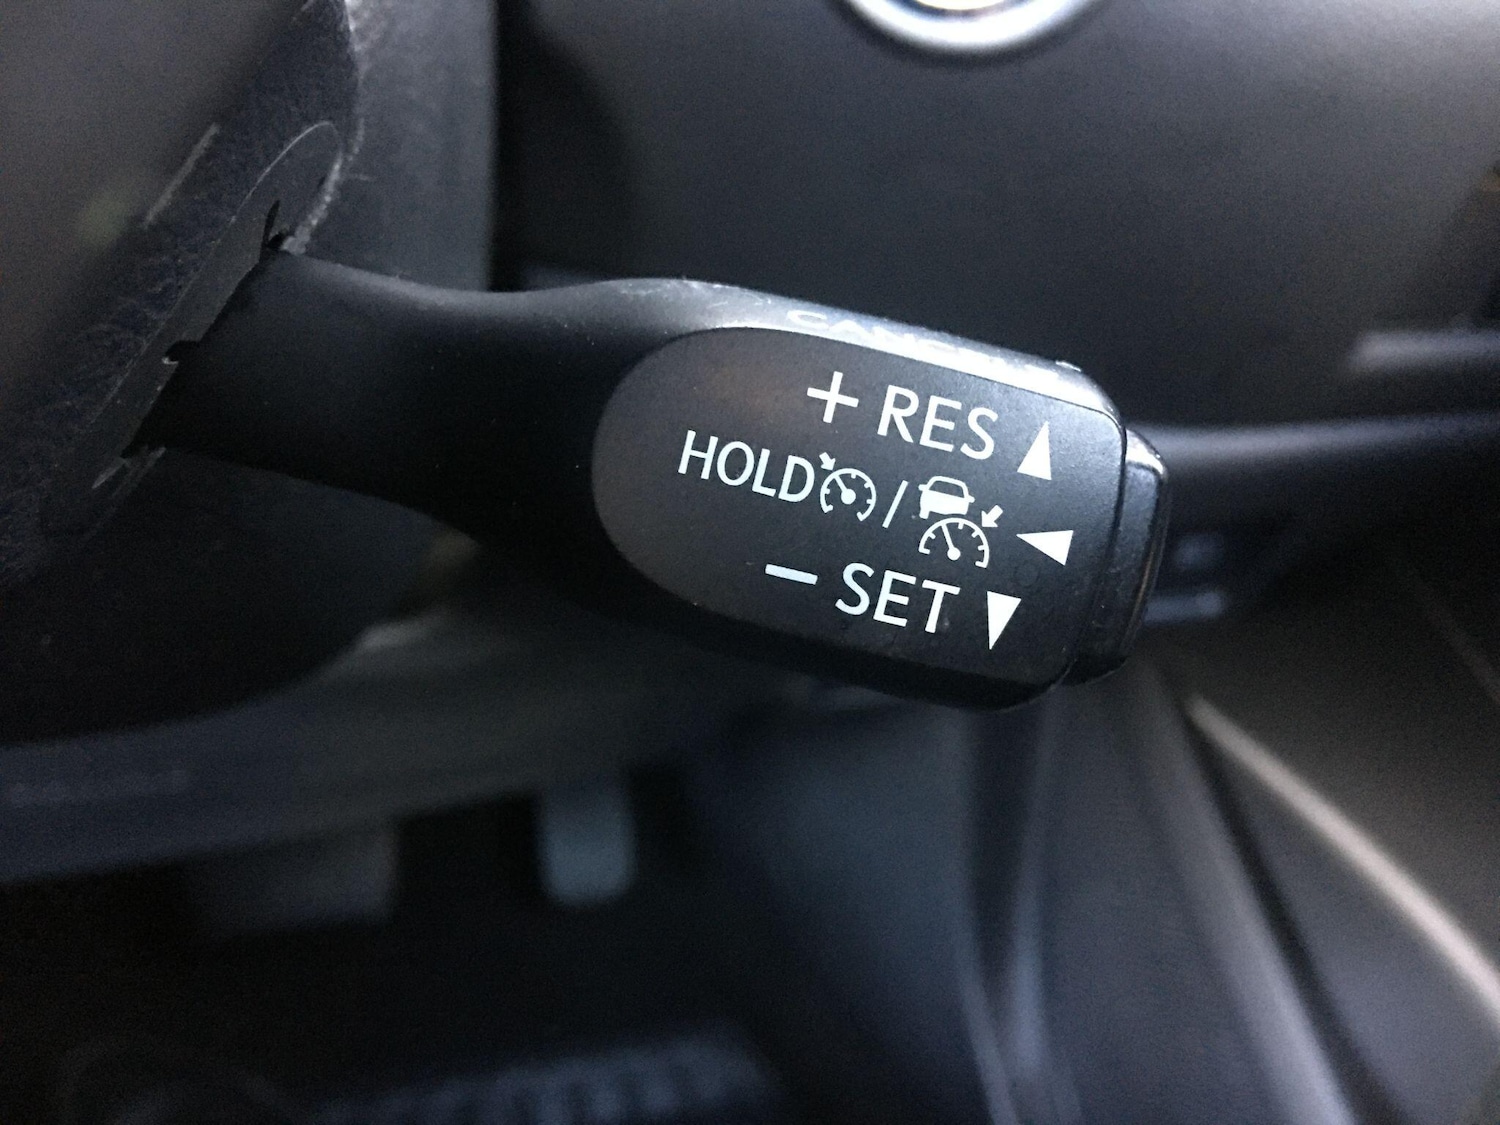 + RES
HOLD /
− SET